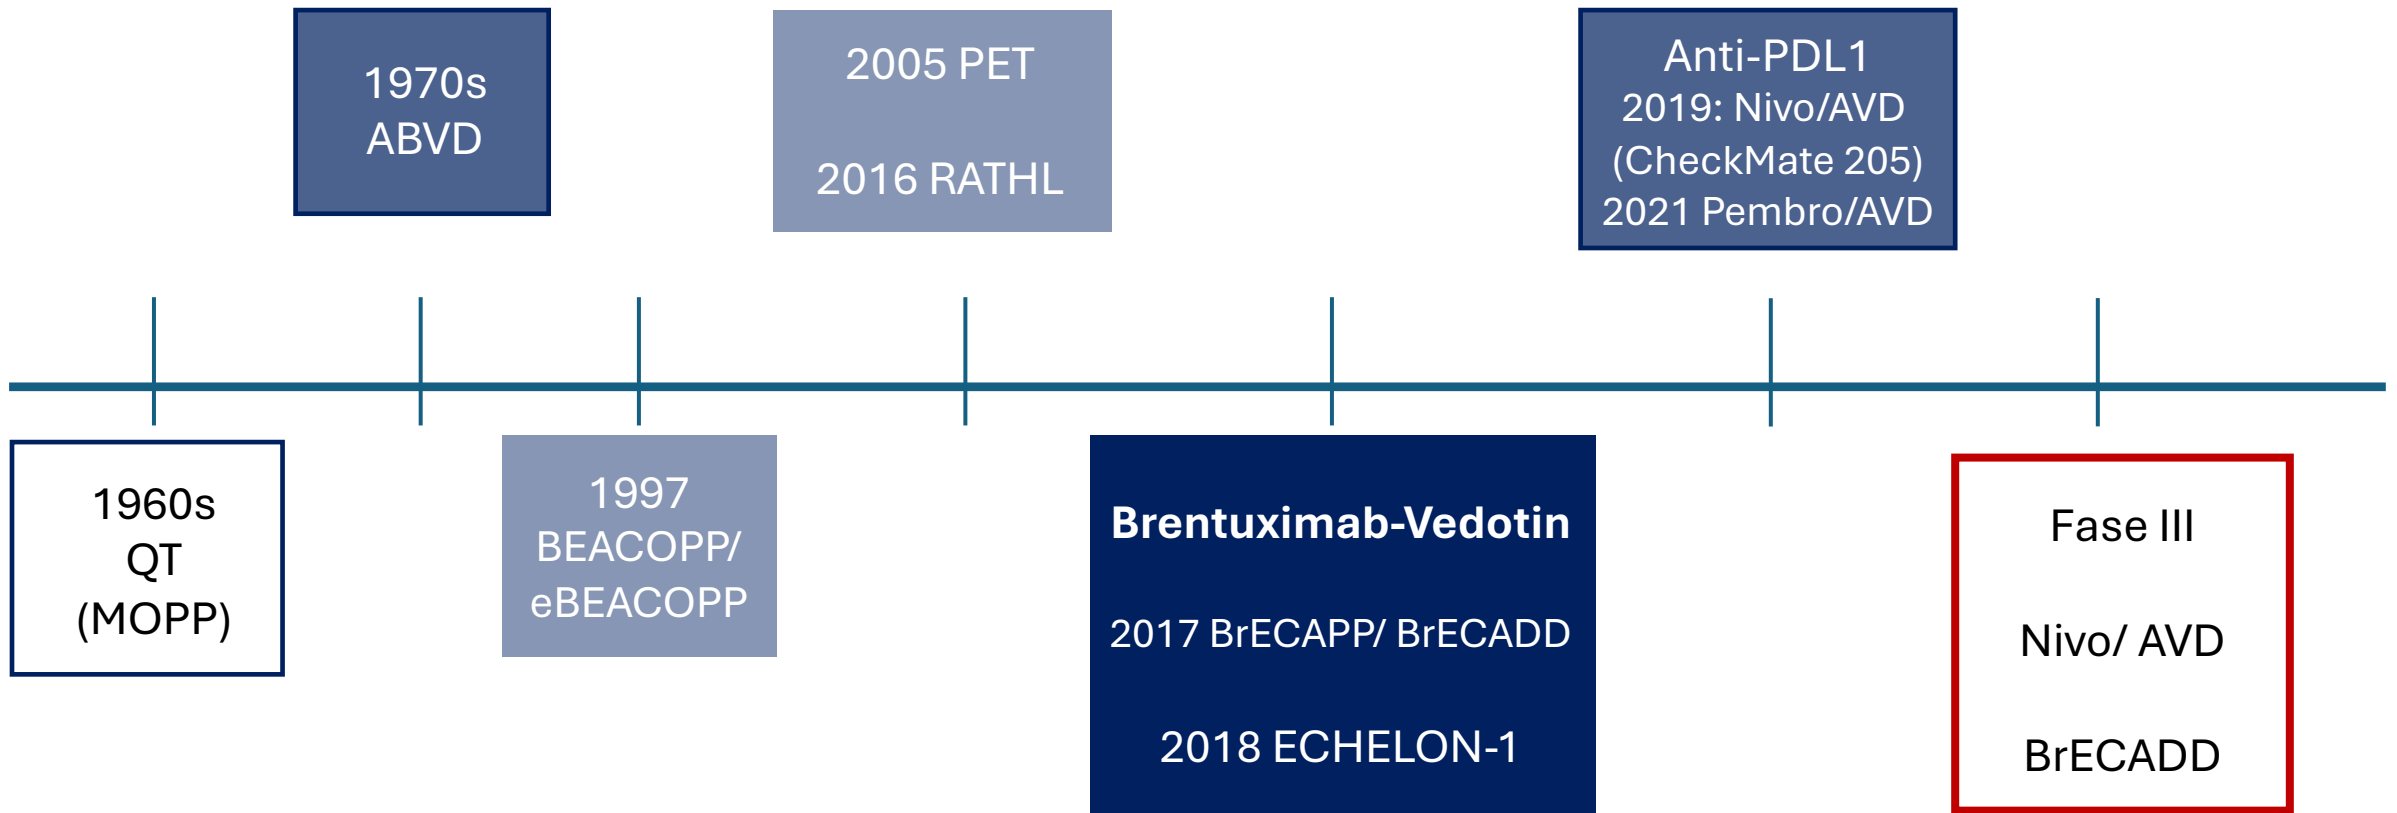 1970s
ABVD
2005 PET
2016 RATHL
Anti-PDL1
2019: Nivo/AVD
(CheckMate 205)
2021 Pembro/AVD
1960s
QT
(MOPP)
1997
BEACOPP/
eBEACOPP
Brentuximab-Vedotin
2017 BrECAPP/ BrECADD
2018 ECHELON-1
Fase III
Nivo/ AVD
BrECADD